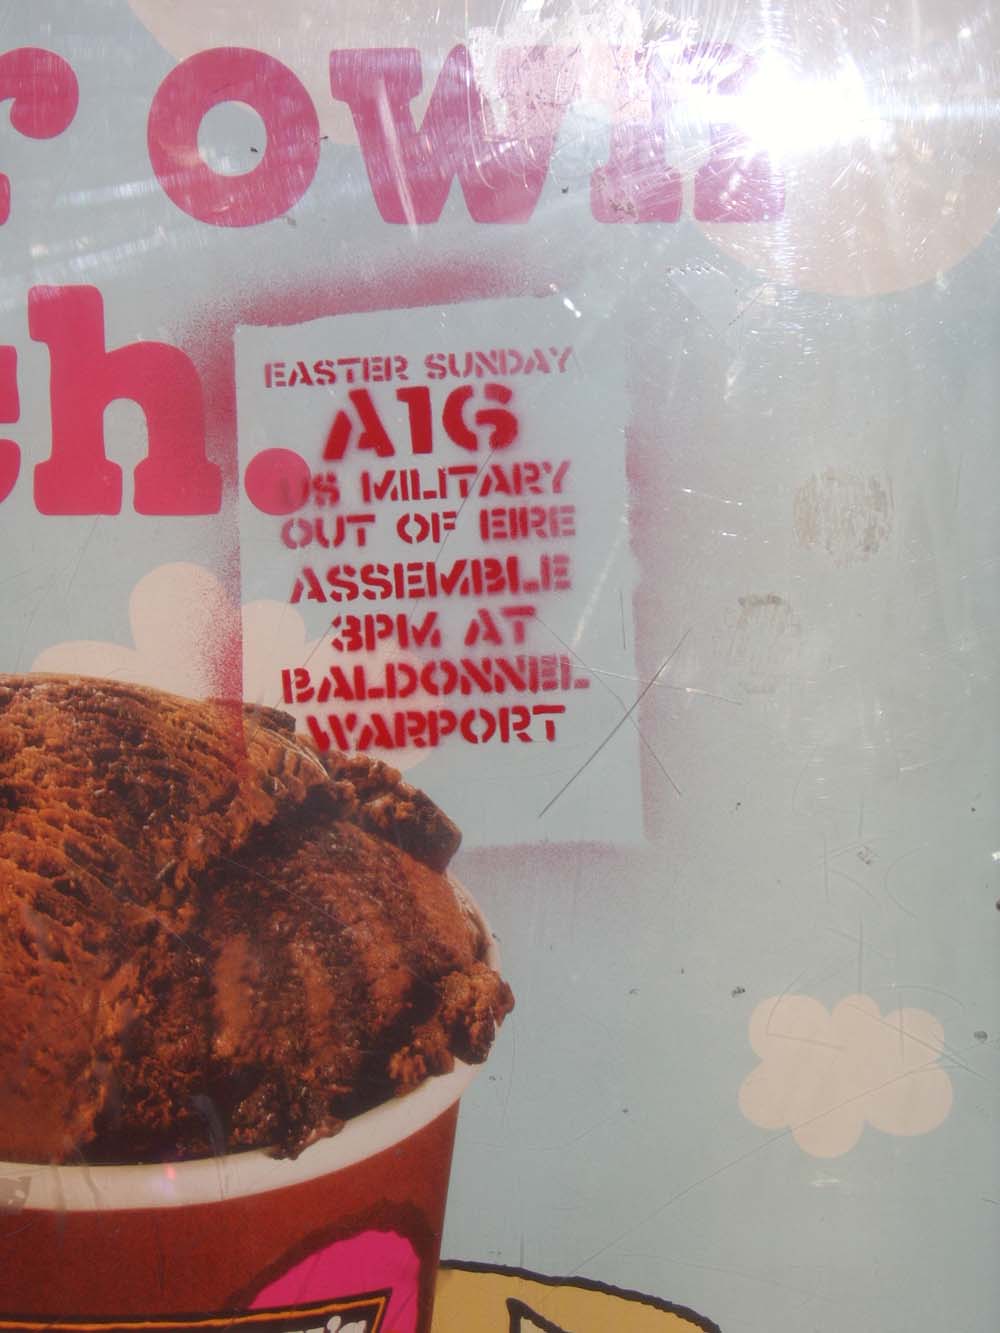 r own
ch.
EASTER SUNDAY
A16
US MILITARY
OUT OF EIRE
ASSEMBLE
3PM AT
BALDONNEL
WARPORT